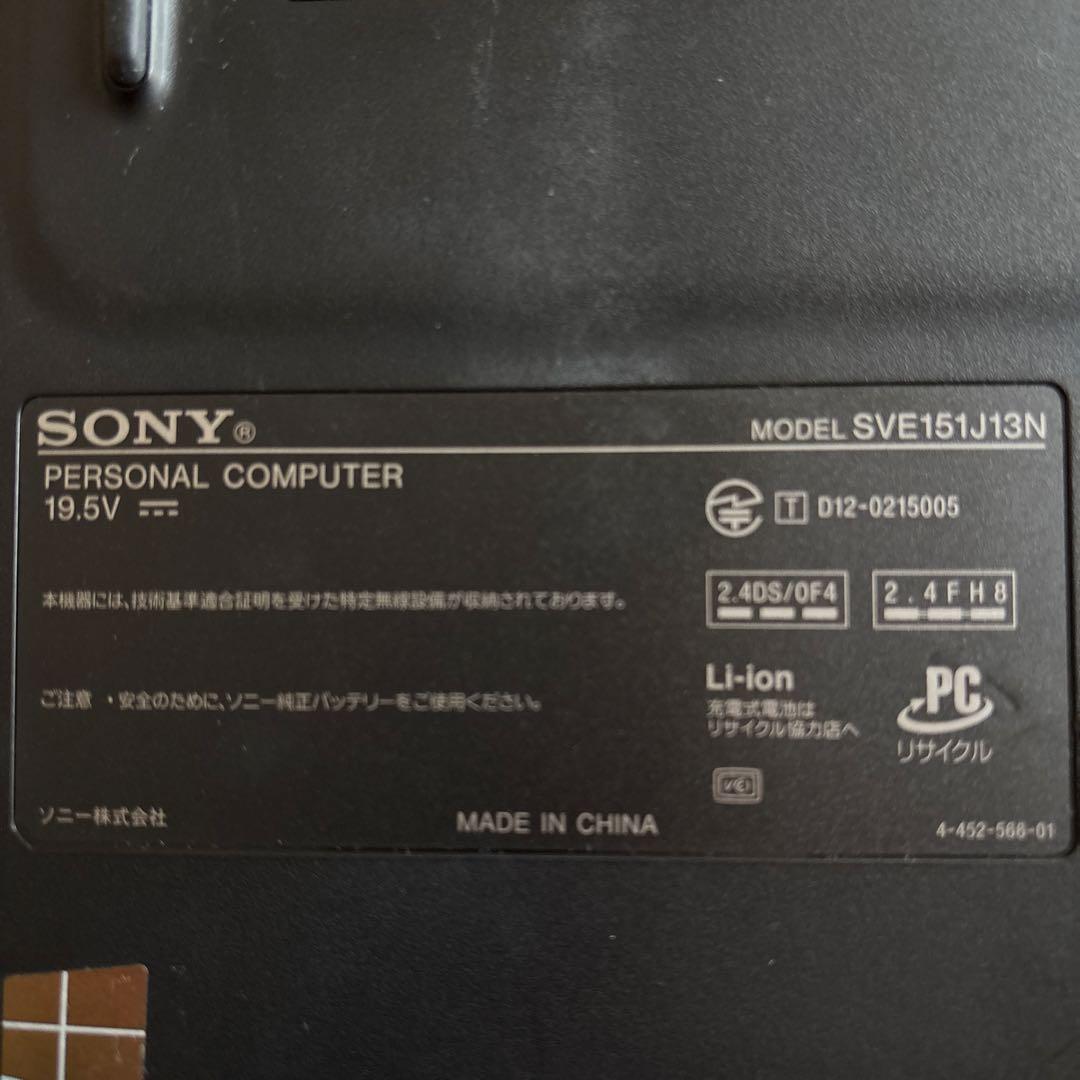 SONY®
MODEL SVE151J13N
PERSONAL COMPUTER
19.5V
T D12-0215005
本機器には、技術基準適合証明を受けた特定無線設備が収納されております。
2.4DS/OF4
2.4FH8
ご注意 ・安全のために、ソニー純正バッテリーをご使用ください。
Li-ion
充電式電池は
リサイクル協力店へ
PC
リサイクル
VCI
ソニー株式会社
MADE IN CHINA
4-452-566-01